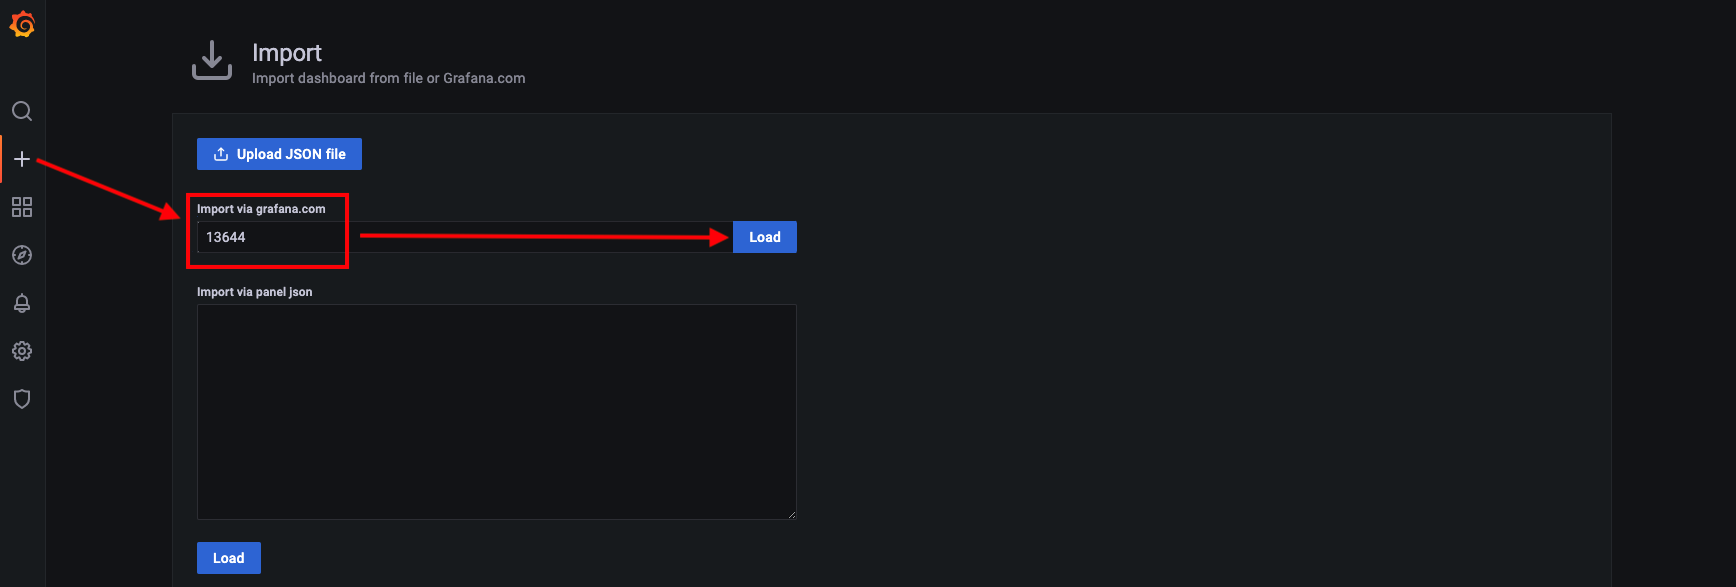 Import
Import dashboard from file or Grafana.com
Upload JSON file
Import via grafana.com
13644
Load
Import via panel json
Load